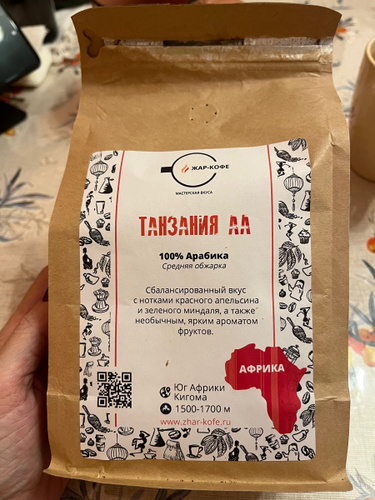 ЖАР-КОФЕ
МАСТЕРСКАЯ ВКУСА
ТАНЗАНИЯ АА
100% Арабика
Средняя обжарка
Сбалансированный вкус
с нотками красного апельсина
и зеленого миндаля, а также
необычным, ярким ароматом
фруктов.
АФРИКА
Юг Африки
Кигома
1500-1700 м
www.zhar-kofe.ru